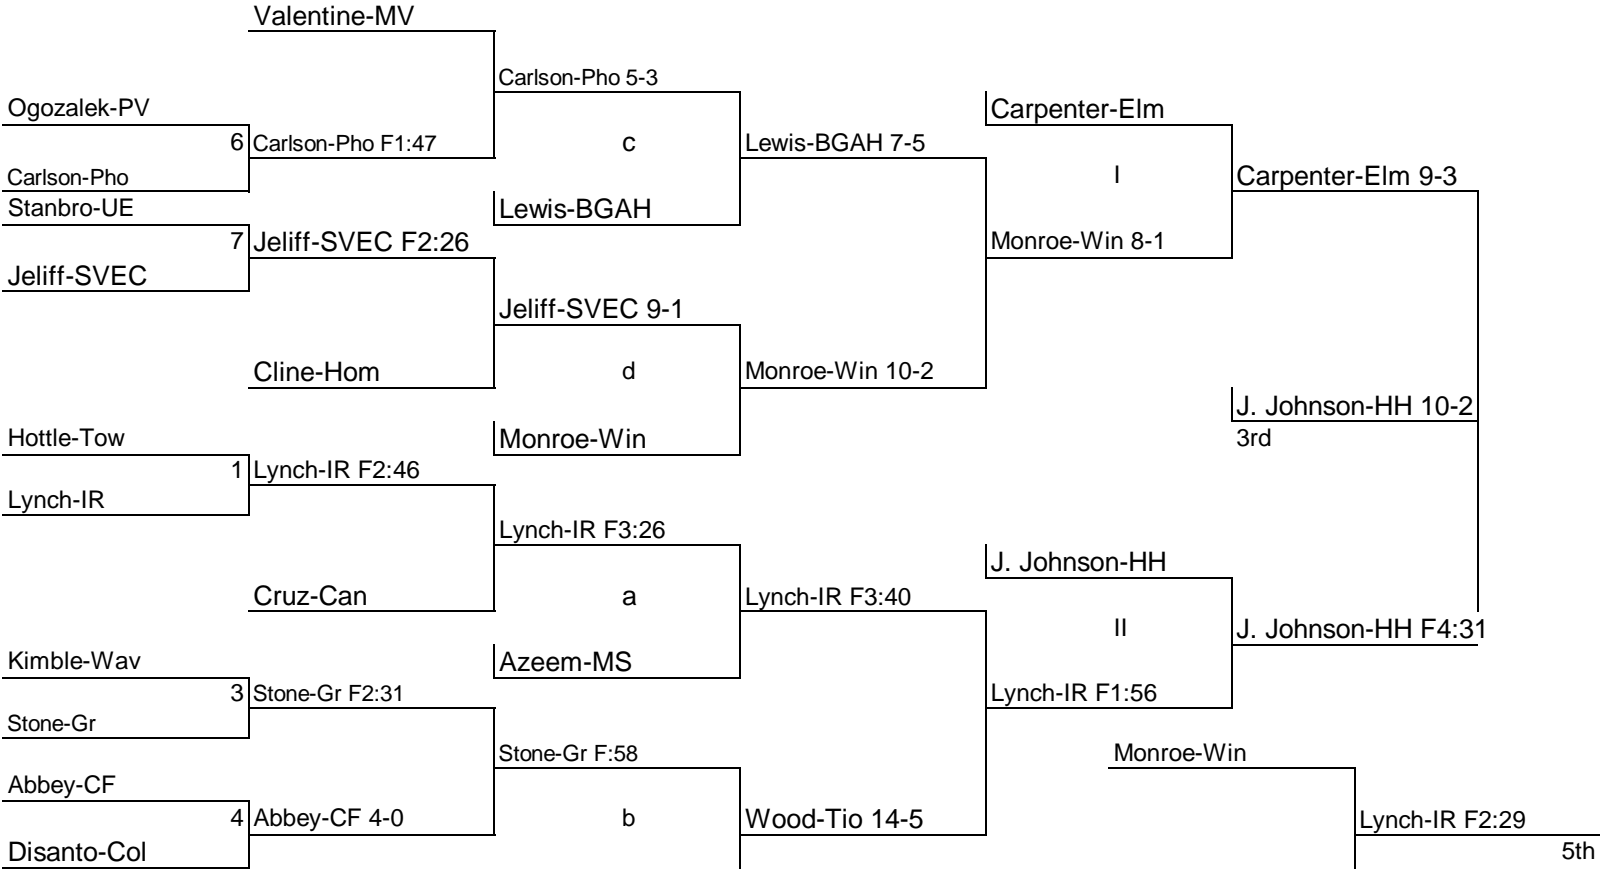 Valentine-MV
Carlson-Pho 5-3
Ogozalek-PV
Carpenter-Elm
6 Carlson-Pho F1:47
c
Lewis-BGAH 7-5
Carlson-Pho
I
Carpenter-Elm 9-3
Stanbro-UE
Lewis-BGAH
7 Jeliff-SVEC F2:26
Monroe-Win 8-1
Jeliff-SVEC
Jeliff-SVEC 9-1
Cline-Hom
d
Monroe-Win 10-2
J. Johnson-HH 10-2
Hottle-Tow
Monroe-Win
3rd
1 Lynch-IR F2:46
Lynch-IR
Lynch-IR F3:26
J. Johnson-HH
Cruz-Can
a
Lynch-IR F3:40
II
J. Johnson-HH F4:31
Kimble-Wav
Azeem-MS
3 Stone-Gr F2:31
Lynch-IR F1:56
Stone-Gr
Stone-Gr F:58
Monroe-Win
Abbey-CF
4 Abbey-CF 4-0
b
Wood-Tio 14-5
Lynch-IR F2:29
Disanto-Col
5th